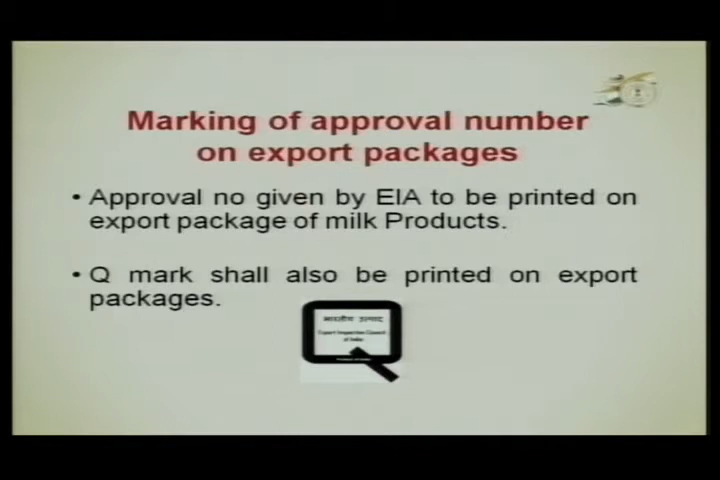 Marking of approval number
on export packages
• Approval no given by EIA to be printed on
export package of milk Products.
• Q mark shall also be printed on export
packages.
भारतीय उत्पाद
Export Inspection Council
of India